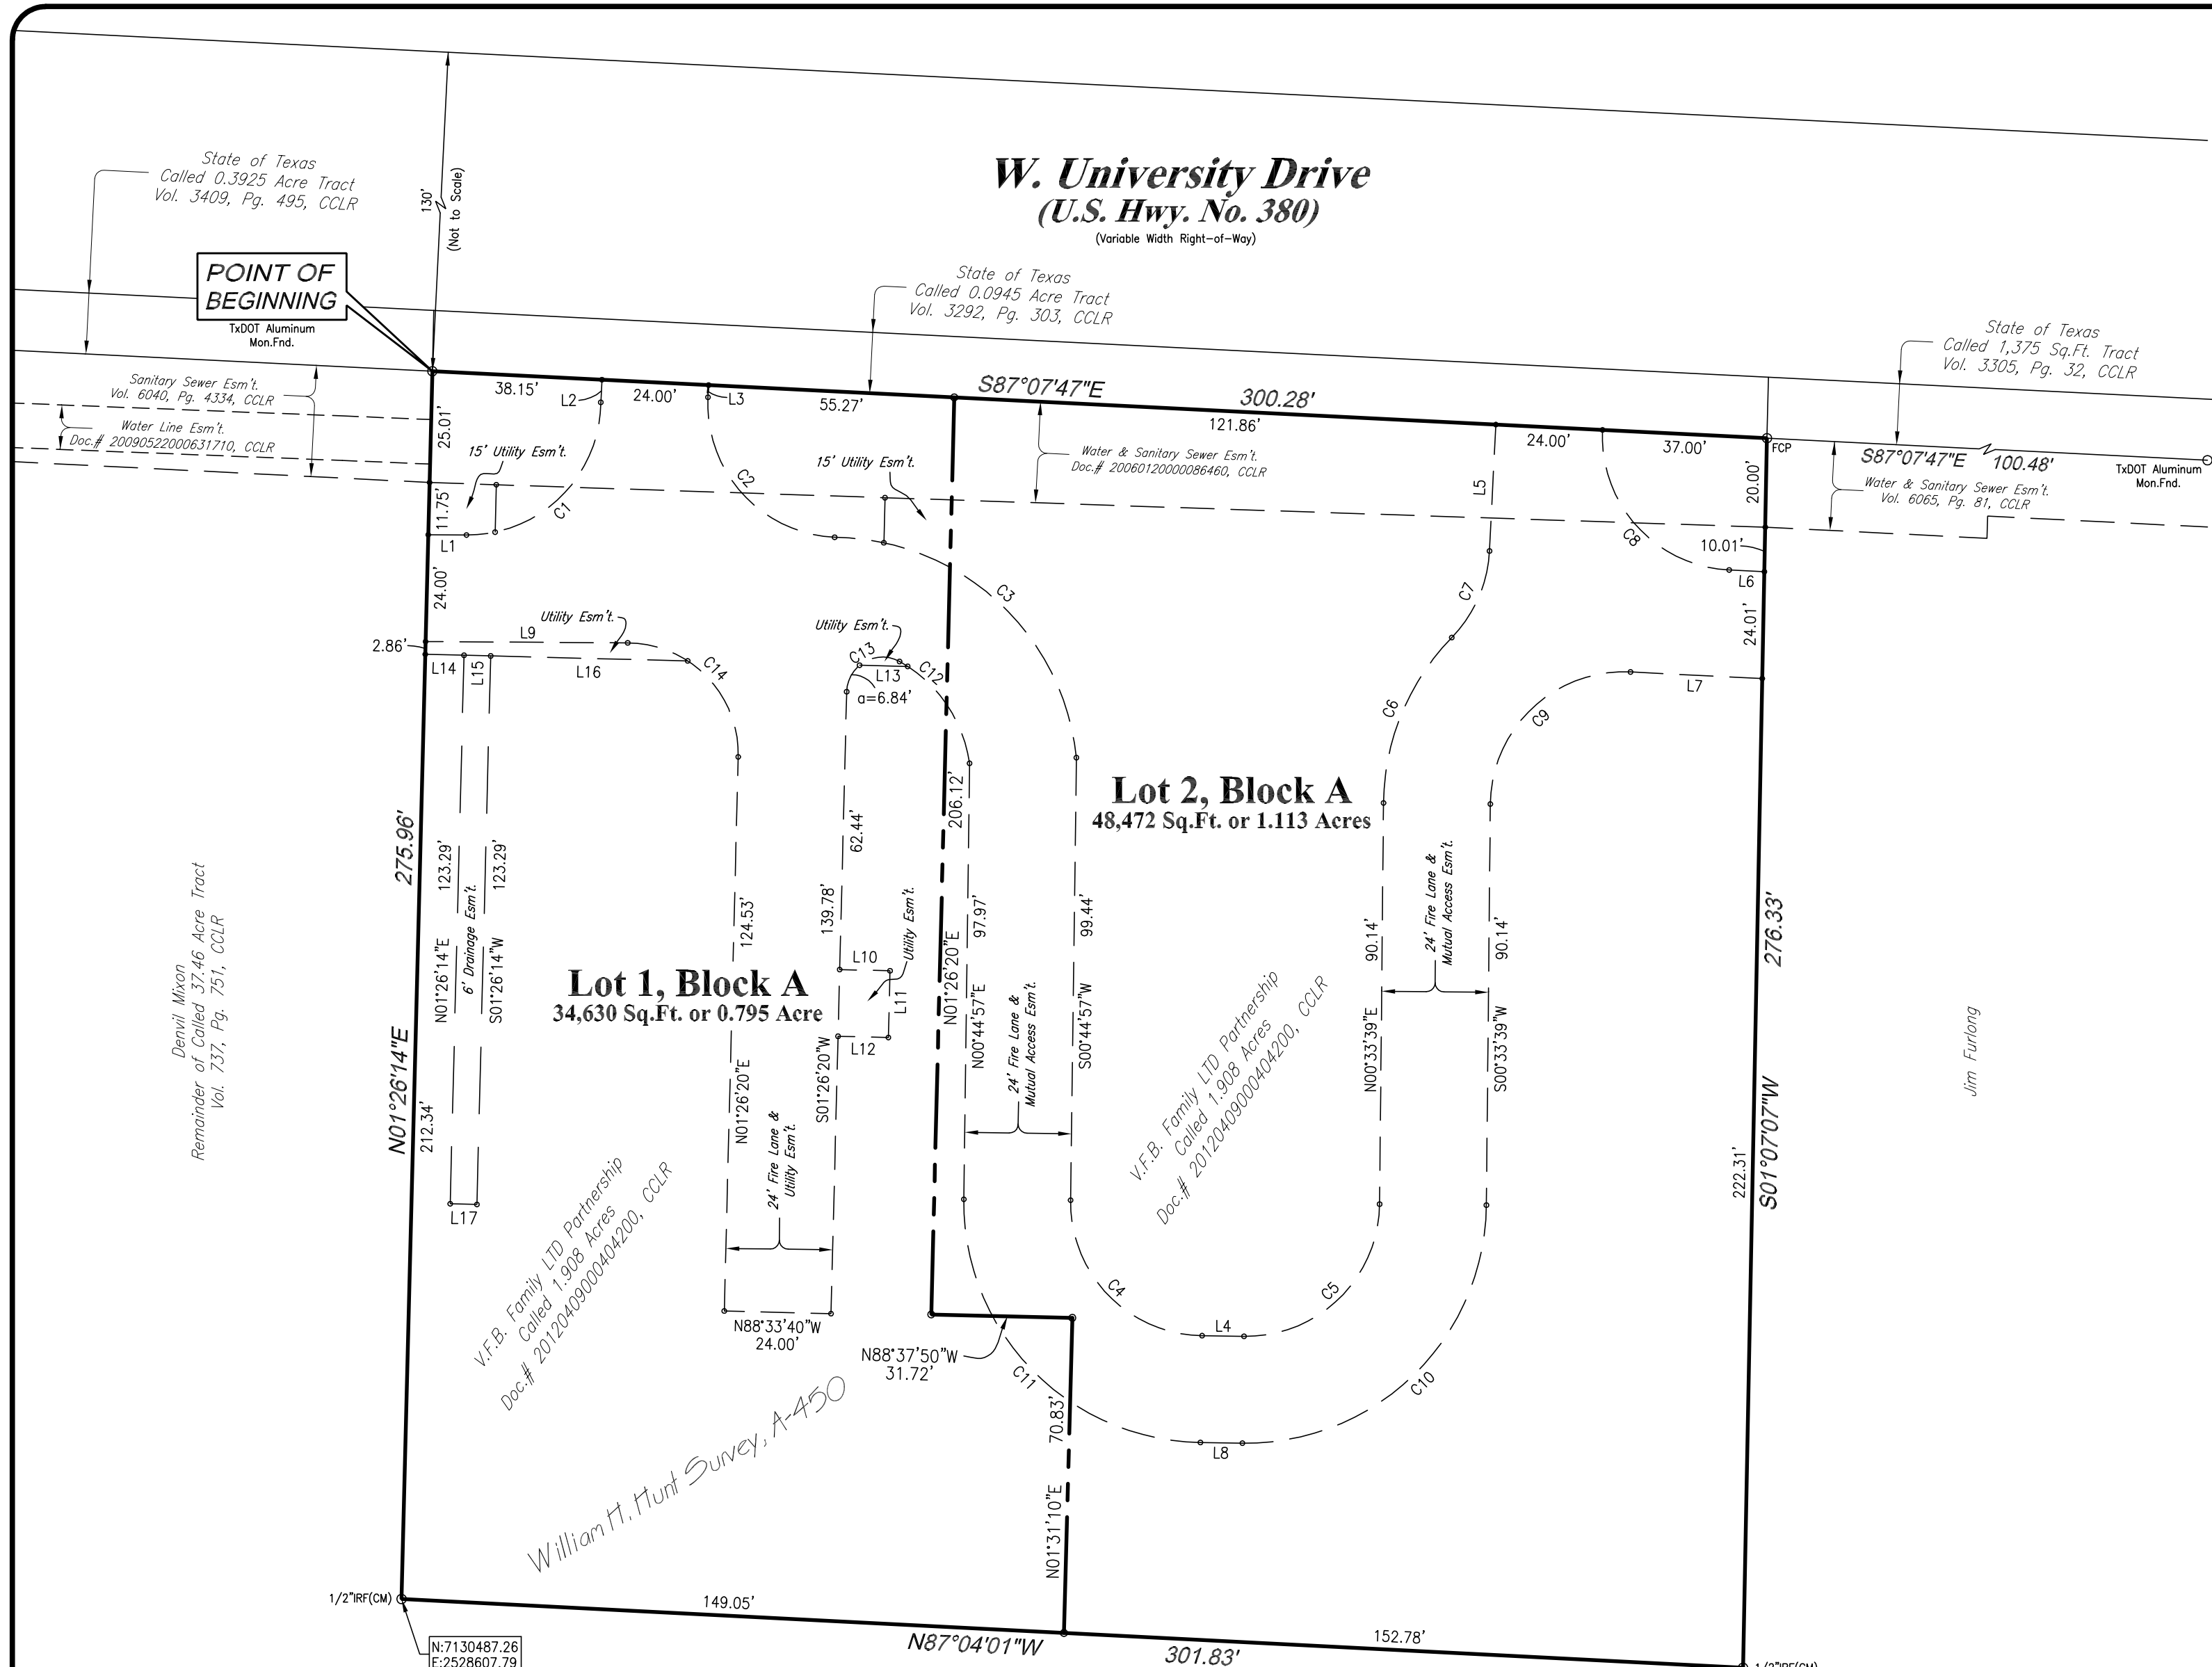 W. University Drive
(U.S. Hwy. No. 380)
(Variable Width Right-of-Way)
State of Texas
Called 0.3925 Acre Tract
Vol. 3409, Pg. 495, CCLR
130'
(Not to Scale)
POINT OF
BEGINNING
TxDOT Aluminum
Mon.Fnd.
State of Texas
Called 0.0945 Acre Tract
Vol. 3292, Pg. 303, CCLR
State of Texas
Called 1,375 Sq.Ft. Tract
Vol. 3305, Pg. 32, CCLR
Sanitary Sewer Esm't.
Vol. 6040, Pg. 4334, CCLR
Water Line Esm't.
Doc.# 20090522000631710, CCLR
38.15'
L2
24.00'
L3
55.27'
S87°07'47"E
300.28'
121.86'
24.00'
37.00'
FCP
S87°07'47"E 100.48'
TxDOT Aluminum
Mon.Fnd.
Water & Sanitary Sewer Esm't.
Vol. 6065, Pg. 81, CCLR
Water & Sanitary Sewer Esm't.
Doc.# 20060120000086460, CCLR
25.01'
15' Utility Esm't.
15' Utility Esm't.
11.75'
L1
C1
C2
L5
20.00'
10.01'
L6
C8
24.00'
24.01'
C3
C7
Utility Esm't.
L9
2.86'
L14
L15
L16
C14
Utility Esm't.
C13
L13
C12
a=6.84'
C6
C9
L7
Lot 2, Block A
48,472 Sq.Ft. or 1.113 Acres
206.12'
62.44'
275.96'
123.29'
123.29'
6' Drainage Esm't.
N01°26'14"E
S01°26'14"W
124.53'
139.78'
Utility Esm't.
97.97'
99.44'
90.14'
24' Fire Lane &
Mutual Access Esm't.
90.14'
276.33'
Denvil Mixon
Remainder of Called 37.46 Acre Tract
Vol. 737, Pg. 751, CCLR
Lot 1, Block A
34,630 Sq.Ft. or 0.795 Acre
L10
L11
L12
N01°26'20"E
N00°44'57"E
24' Fire Lane &
Mutual Access Esm't.
S00°44'57"W
V.F.B. Family LTD Partnership
Called 1.908 Acres
Doc.# 20120409000404200, CCLR
N00°33'39"E
S00°33'39"W
Jim Furlong
N01°26'14"E
212.34'
N01°26'20"E
S01°26'20"W
24' Fire Lane &
Utility Esm't.
222.31'
S01°07'07"W
L17
V.F.B. Family LTD Partnership
Called 1.908 Acres
Doc.# 20120409000404200, CCLR
N88°33'40"W
24.00'
N88°37'50"W
31.72'
C4
L4
C5
C11
C10
L8
70.83'
N01°31'10"E
William H. Hunt Survey, A-450
1/2"IRF(CM)
149.05'
N87°04'01"W
301.83'
152.78'
1/2"IRF(CM)
N:7130487.26
E:2528607.79